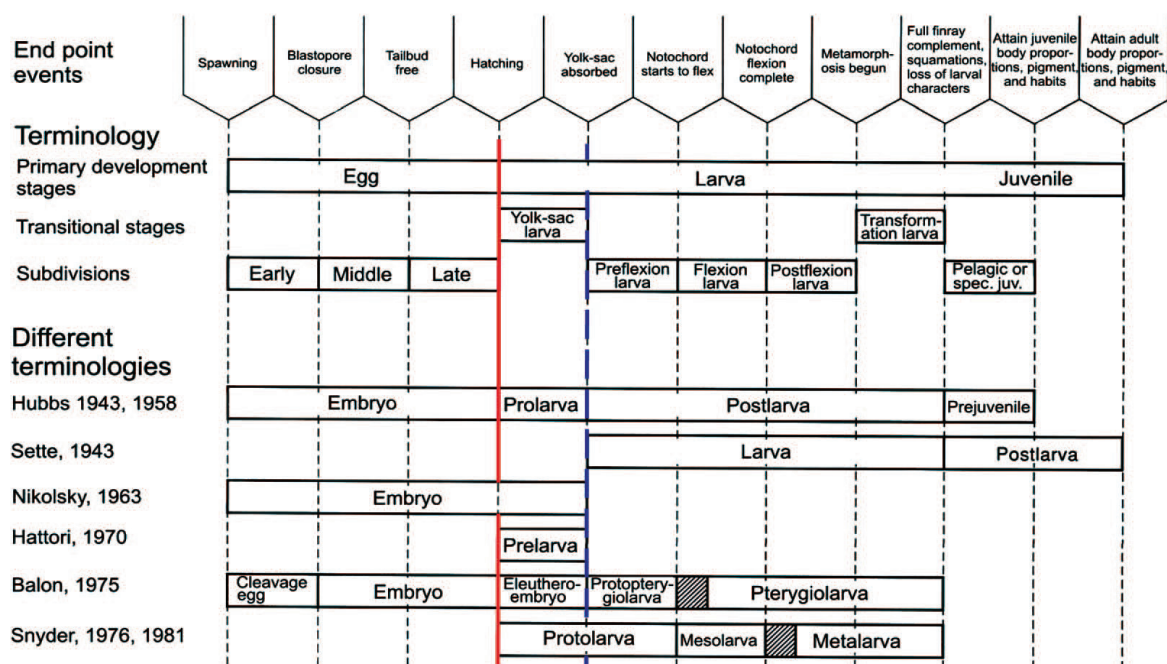 End point
events
Spawning
Blastopore
closure
Tailbud
free
Hatching
Yolk-sac
absorbed
Notochord
starts to flex
Notochord
flexion
complete
Metamorph-
osis begun
Full finray
complement,
squamations,
loss of larval
characters
Attain juvenile
body propor-
tions, pigment,
and habits
Attain adult
body propor-
tions, pigment,
and habits
Terminology
Primary development
stages
Egg
Larva
Juvenile
Transitional stages
Yolk-sac
larva
Transform-
ation larva
Subdivisions
Early
Middle
Late
Preflexion
larva
Flexion
larva
Postflexion
larva
Pelagic or
spec. juv.
Different
terminologies
Hubbs 1943, 1958
Embryo
Prolarva
Postlarva
Prejuvenile
Sette, 1943
Larva
Postlarva
Nikolsky, 1963
Embryo
Hattori, 1970
Prelarva
Balon, 1975
Cleavage
egg
Embryo
Eleuthero-
embryo
Protoptery-
giolarva
Pterygiolarva
Snyder, 1976, 1981
Protolarva
Mesolarva
Metalarva